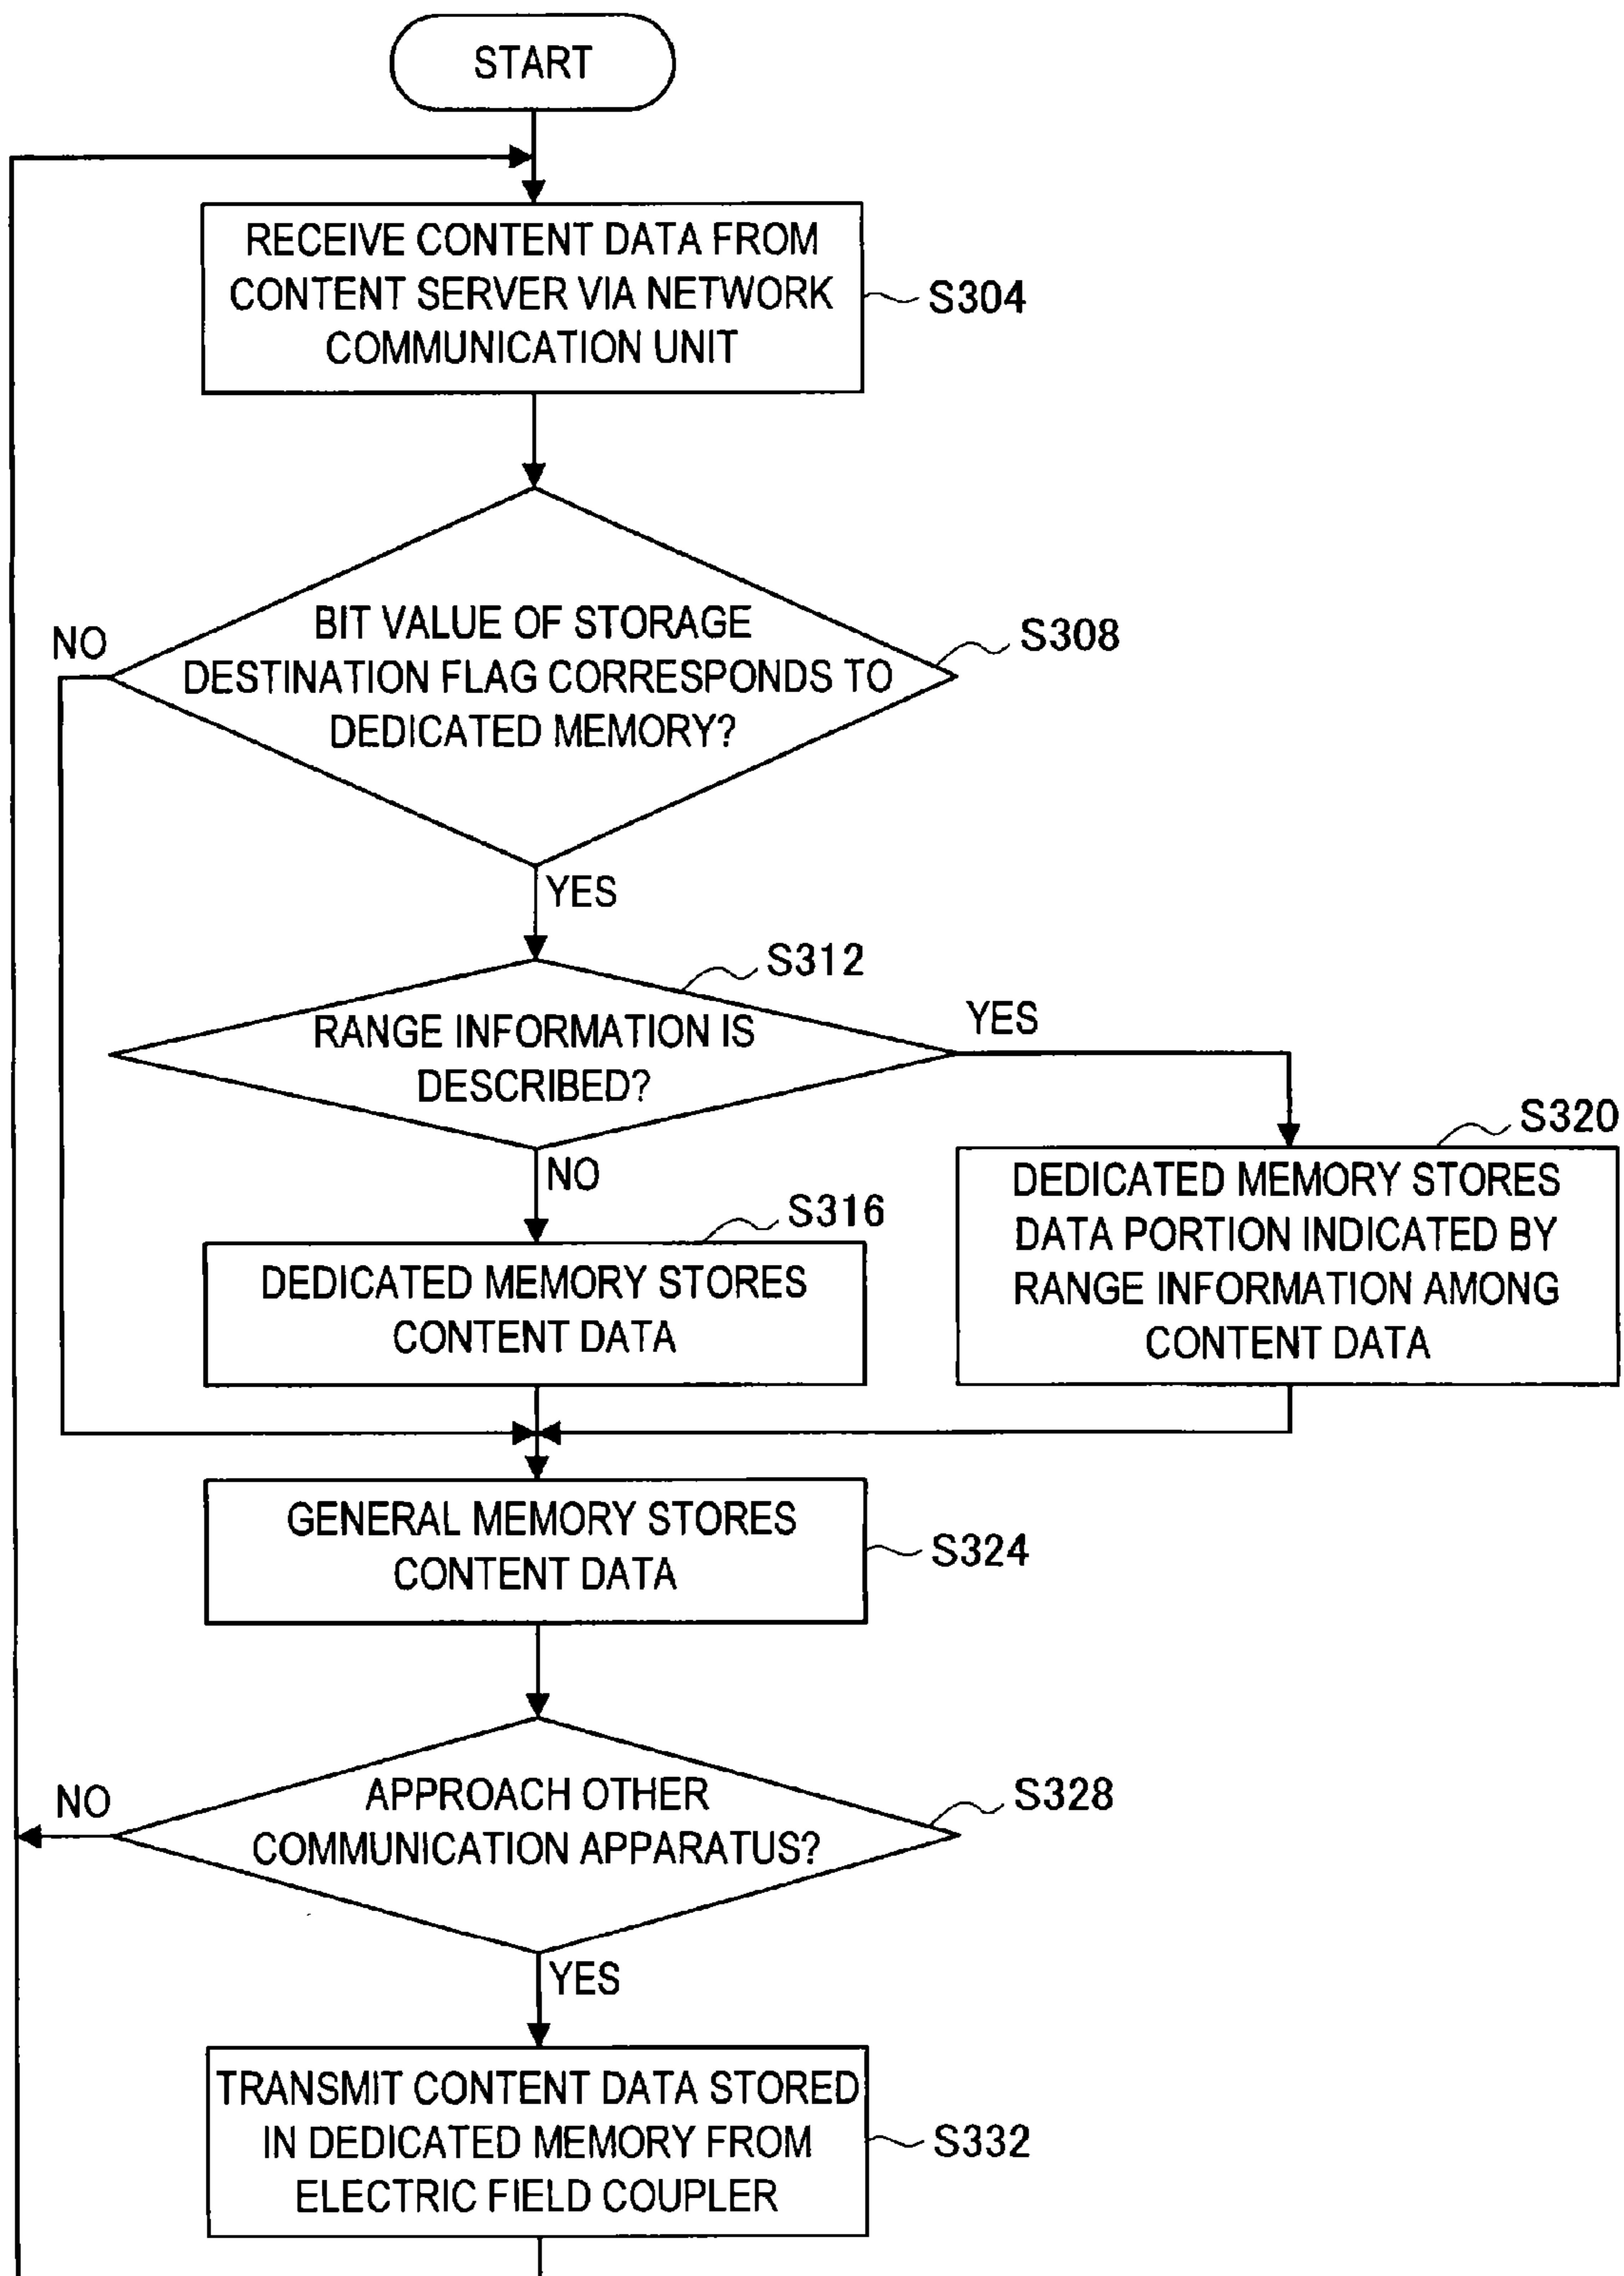 START
RECEIVE CONTENT DATA FROM
CONTENT SERVER VIA NETWORK
COMMUNICATION UNIT
S304
BIT VALUE OF STORAGE
DESTINATION FLAG CORRESPONDS TO
DEDICATED MEMORY?
S308
NO
YES
S312
RANGE INFORMATION IS
DESCRIBED?
YES
NO
S316
DEDICATED MEMORY STORES
CONTENT DATA
S320
DEDICATED MEMORY STORES
DATA PORTION INDICATED BY
RANGE INFORMATION AMONG
CONTENT DATA
GENERAL MEMORY STORES
CONTENT DATA
S324
APPROACH OTHER
COMMUNICATION APPARATUS?
S328
NO
YES
TRANSMIT CONTENT DATA STORED
IN DEDICATED MEMORY FROM
ELECTRIC FIELD COUPLER
S332